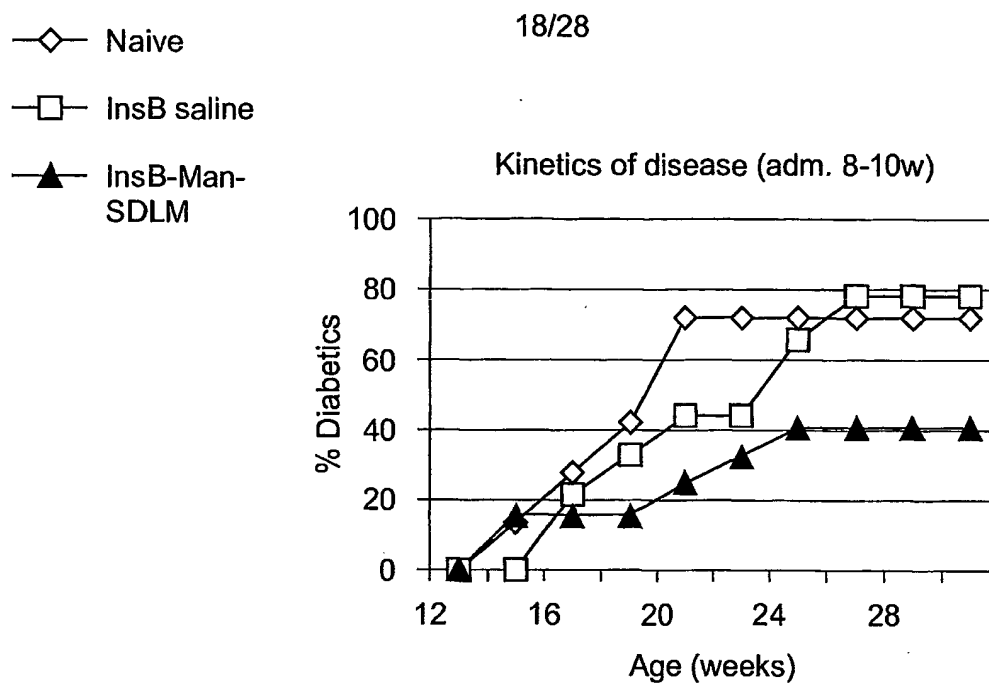 18/28
Naive
InsB saline
InsB-Man-
SDLM
Kinetics of disease (adm. 8-10w)
% Diabetics
100
80
60
40
20
0
12 16 20 24 28
Age (weeks)